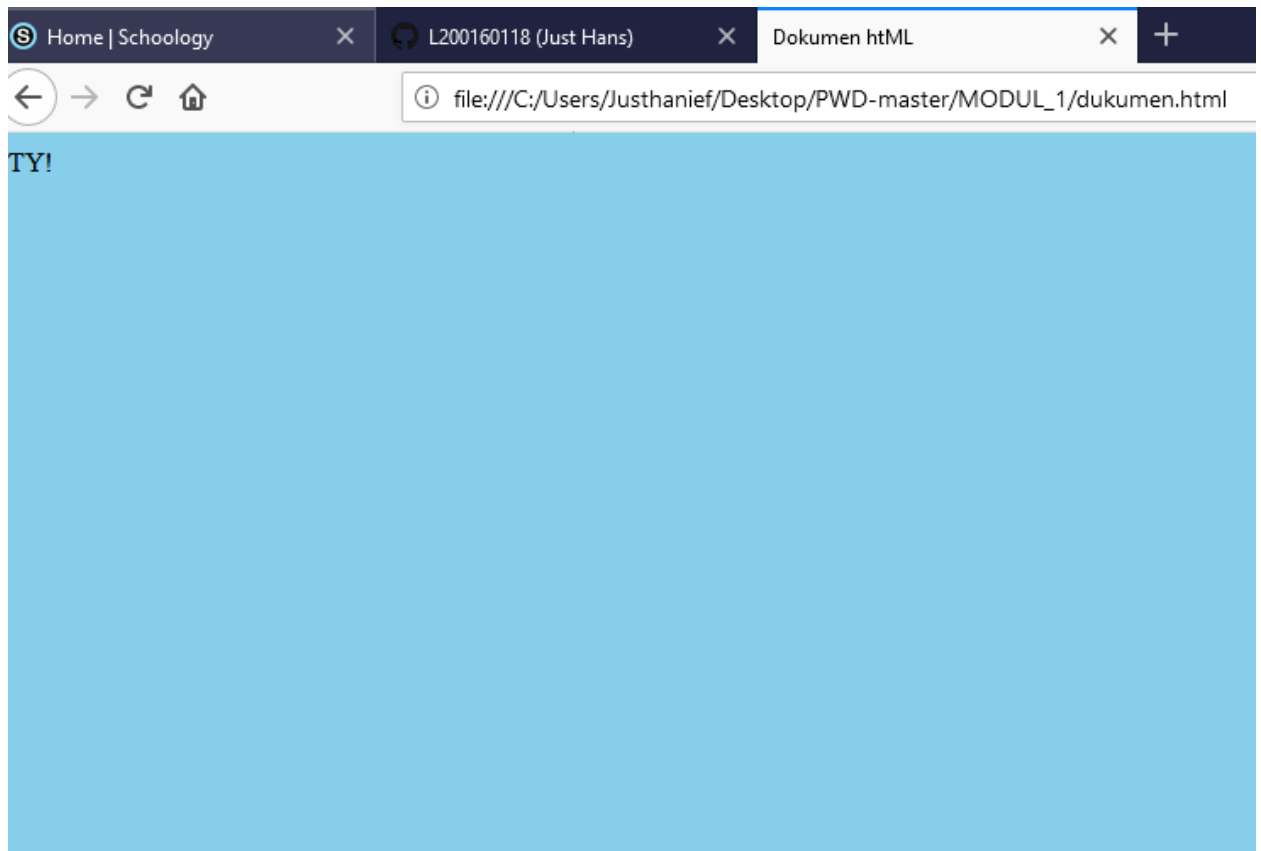 S Home | Schoology
L200160118 (Just Hans)
Dokumen htML
file:///C:/Users/Justhanief/Desktop/PWD-master/MODUL_1/dukumen.html
TY!